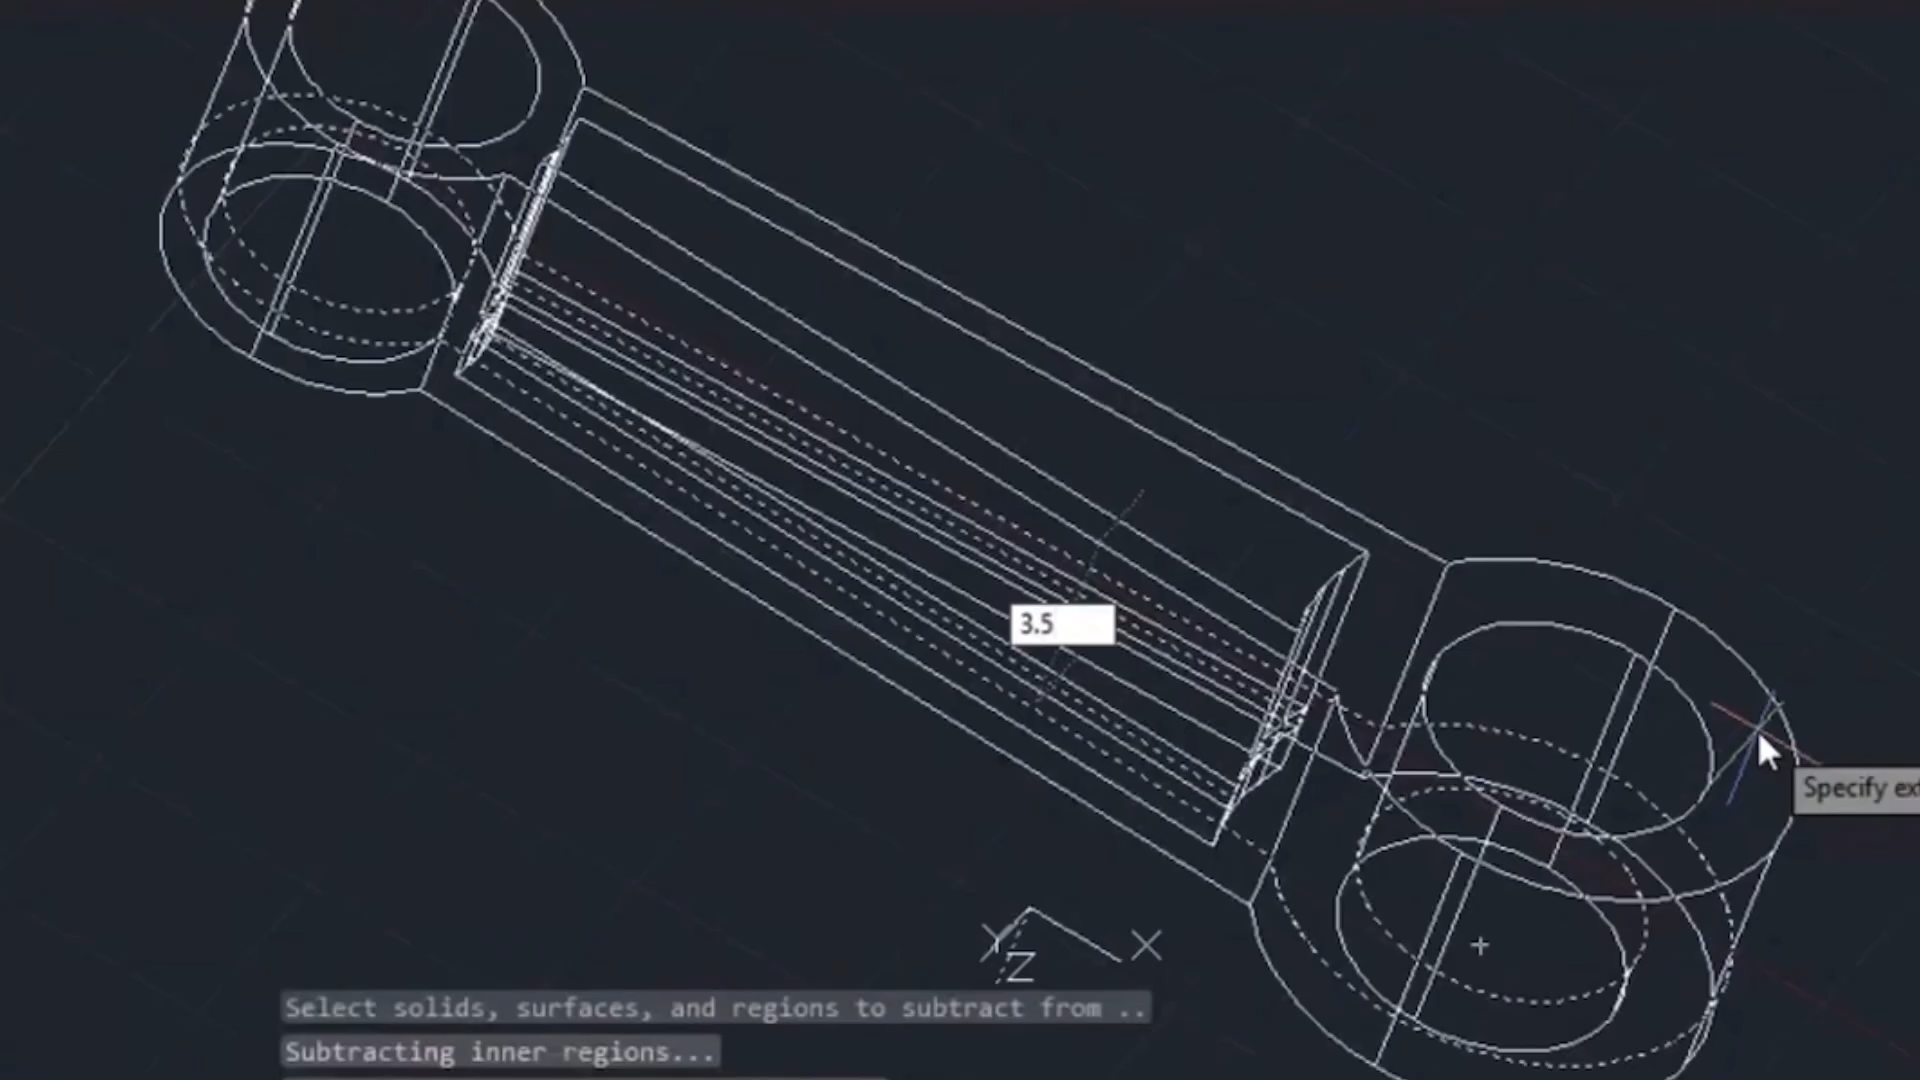 3.5
Specify ex
Y X
Z
Select solids, surfaces, and regions to subtract from ..
Subtracting inner regions...